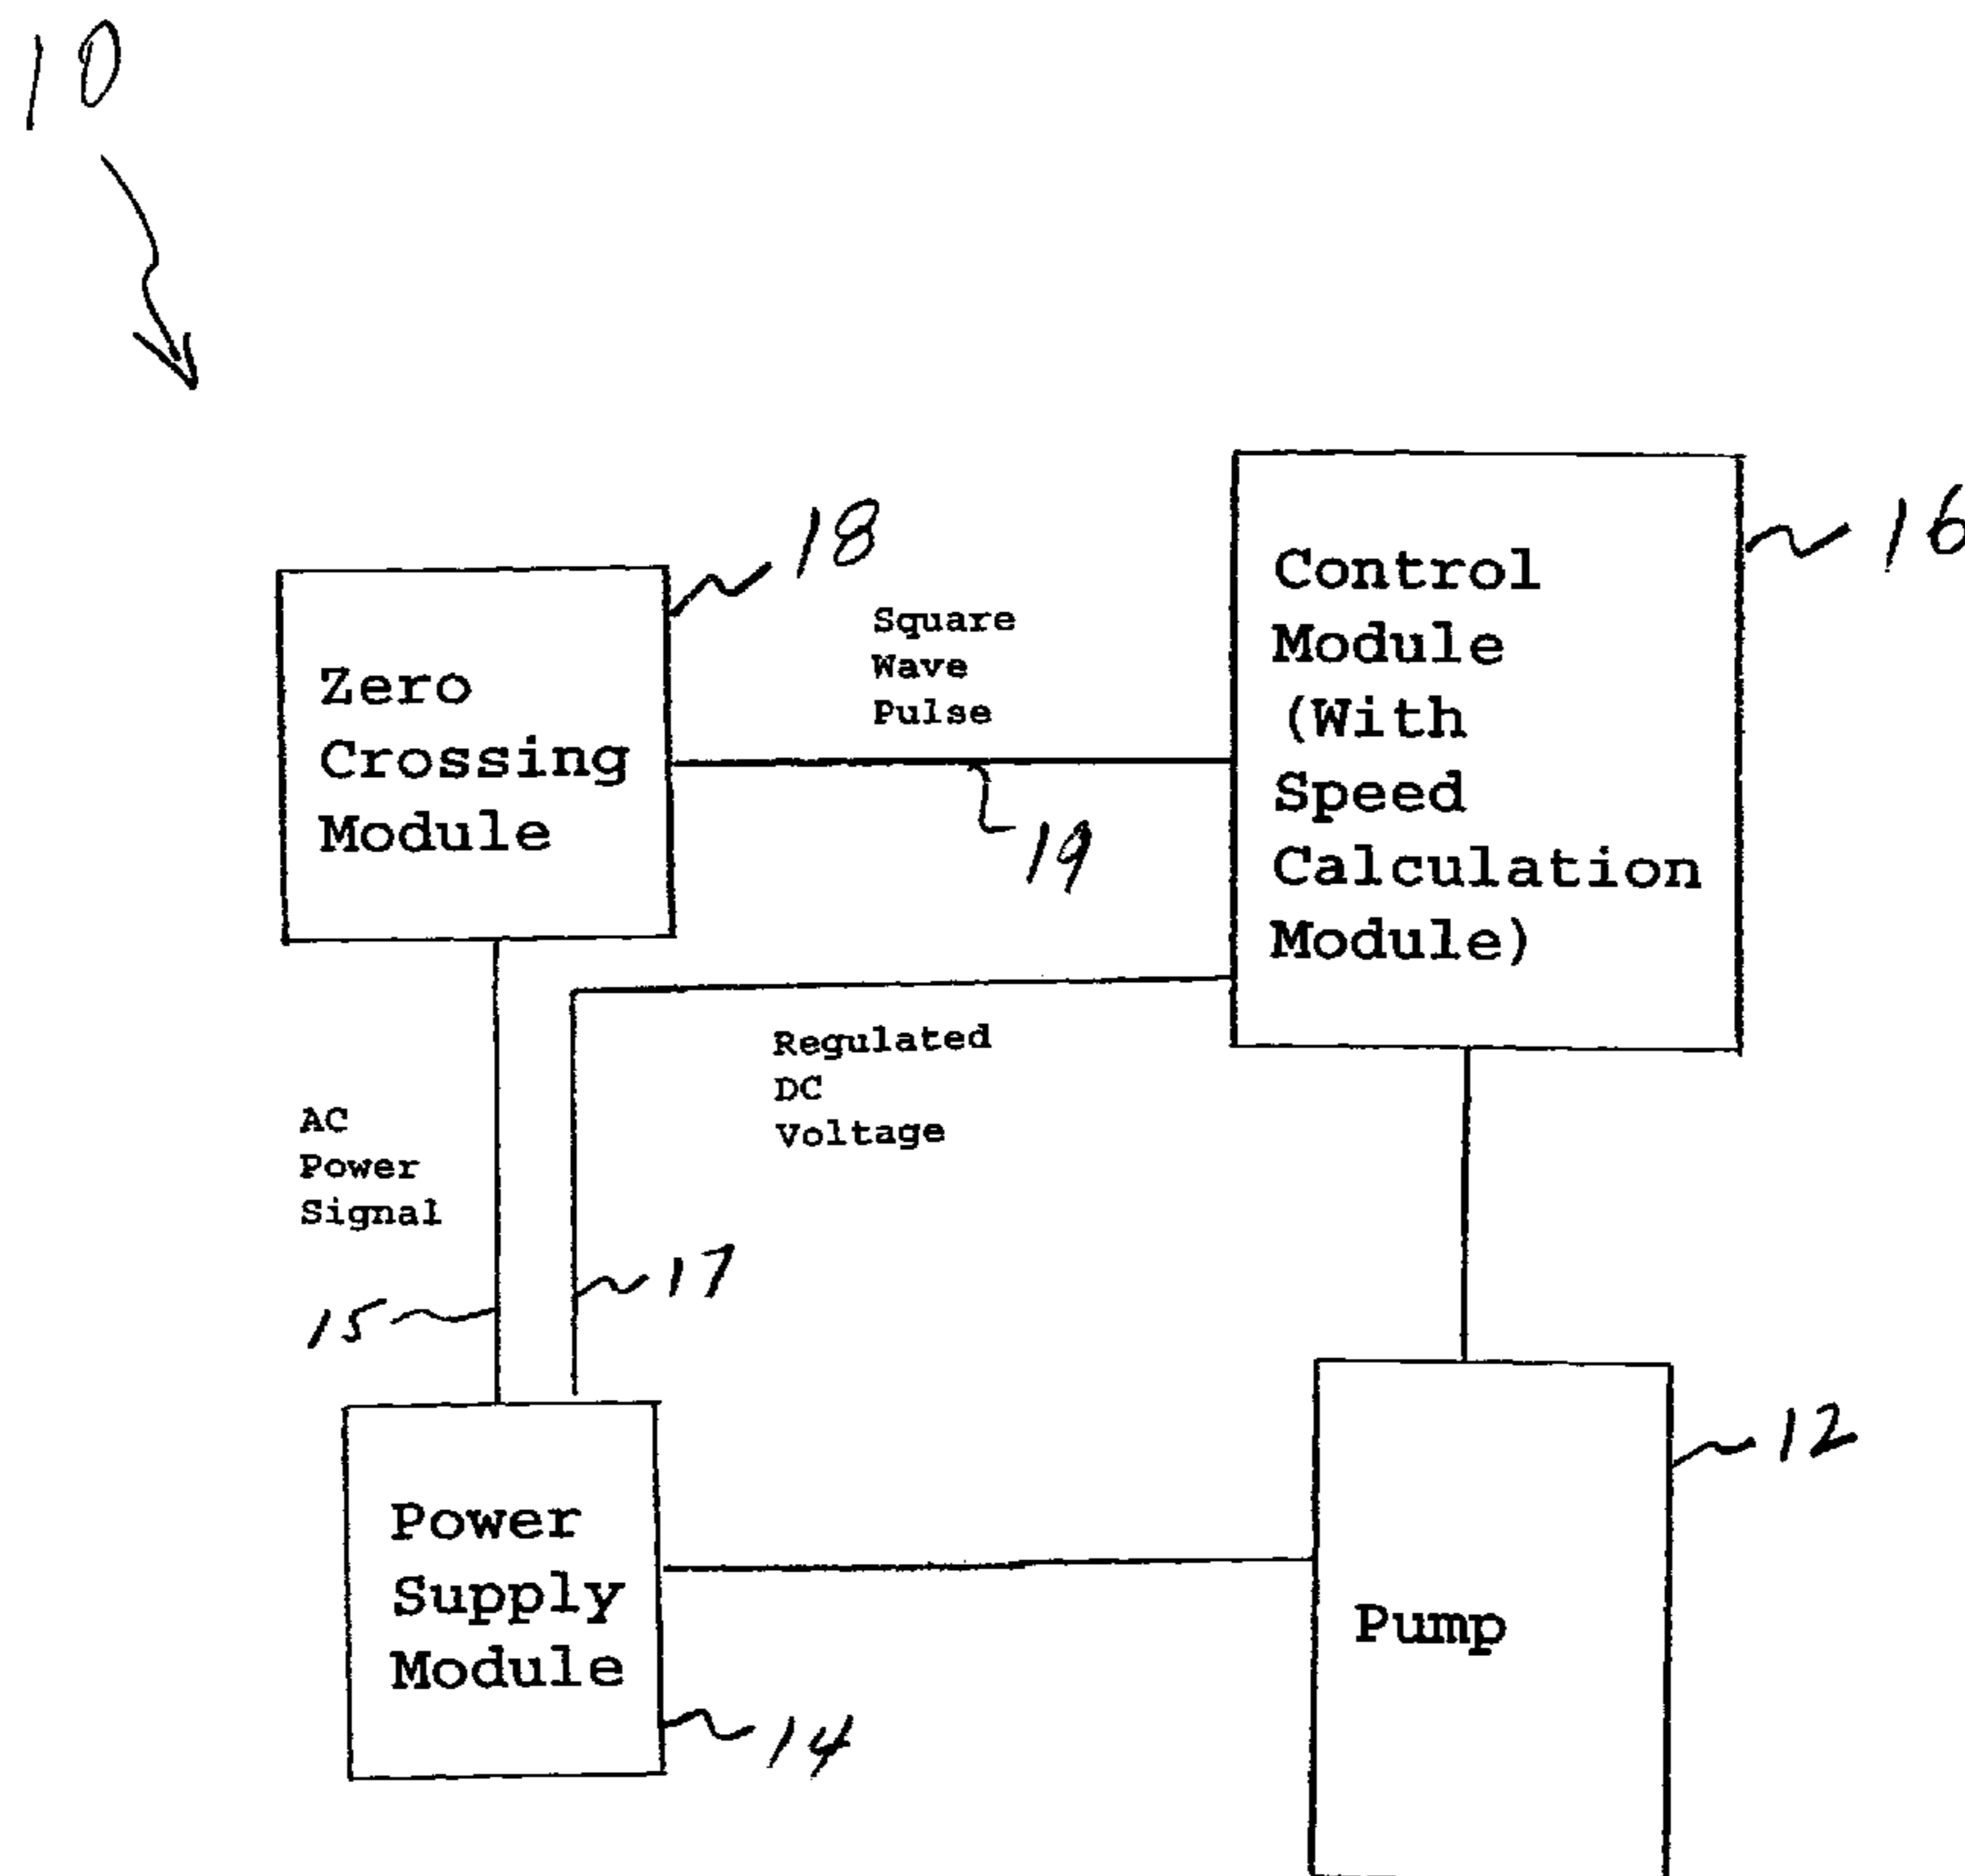 10
18
16
Zero
Crossing
Module
Square
Wave
Pulse
19
Control
Module
(With
Speed
Calculation
Module)
Regulated
DC
Voltage
AC
Power
Signal
17
15
12
Power
Supply
Module
14
Pump